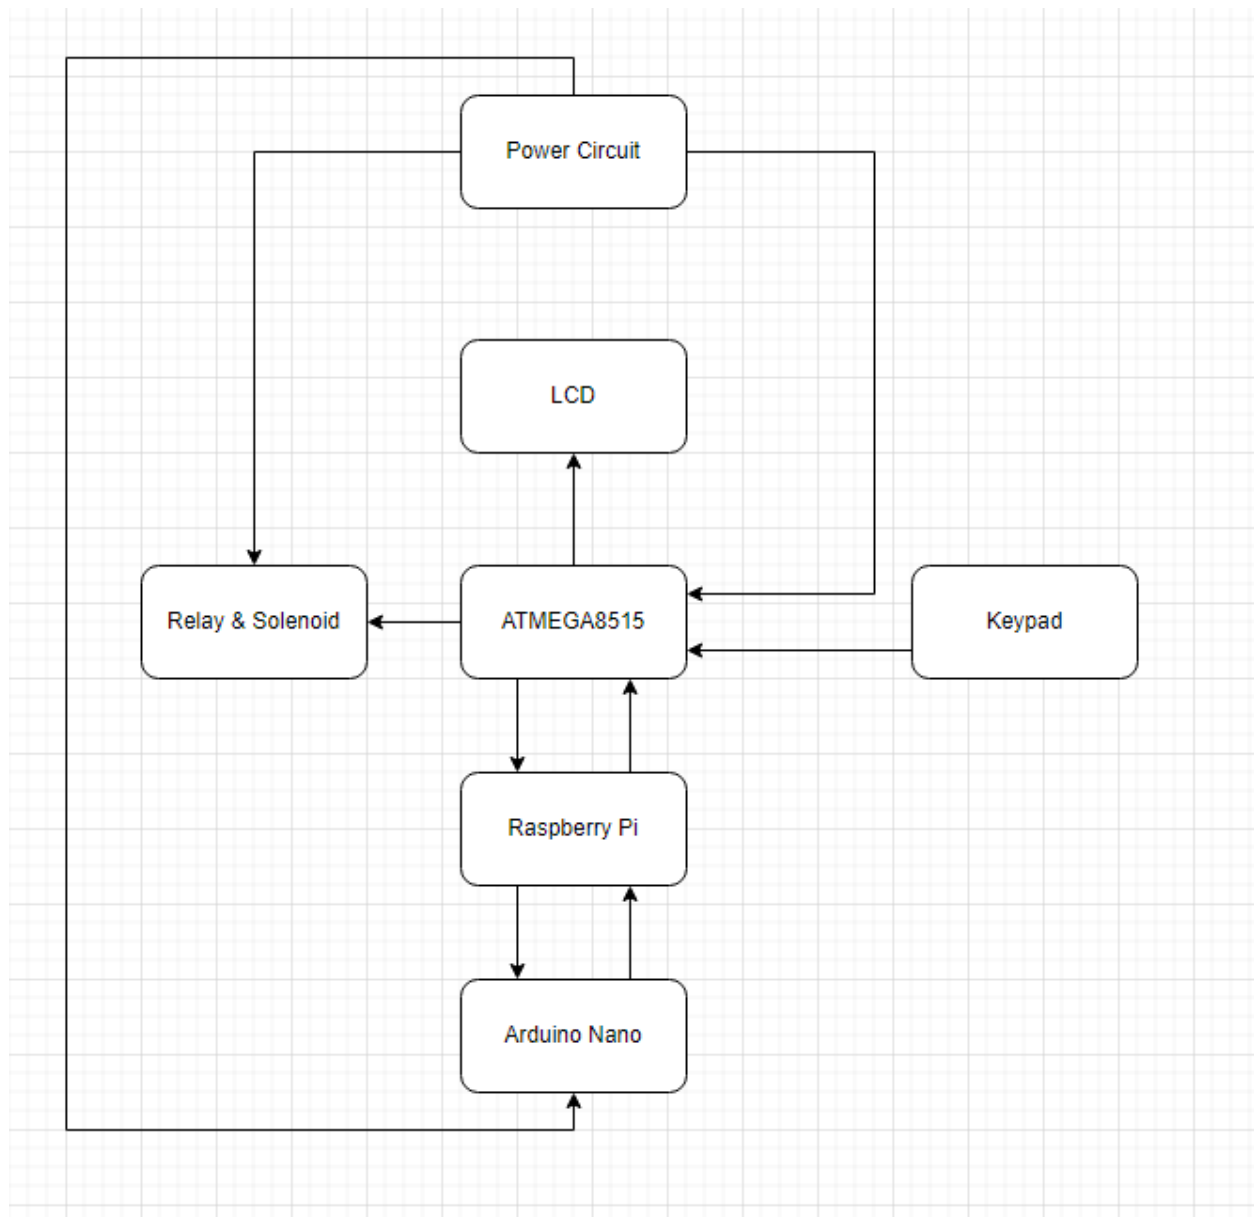 Power Circuit
LCD
Relay & Solenoid
ATMEGA8515
Keypad
Raspberry Pi
Arduino Nano